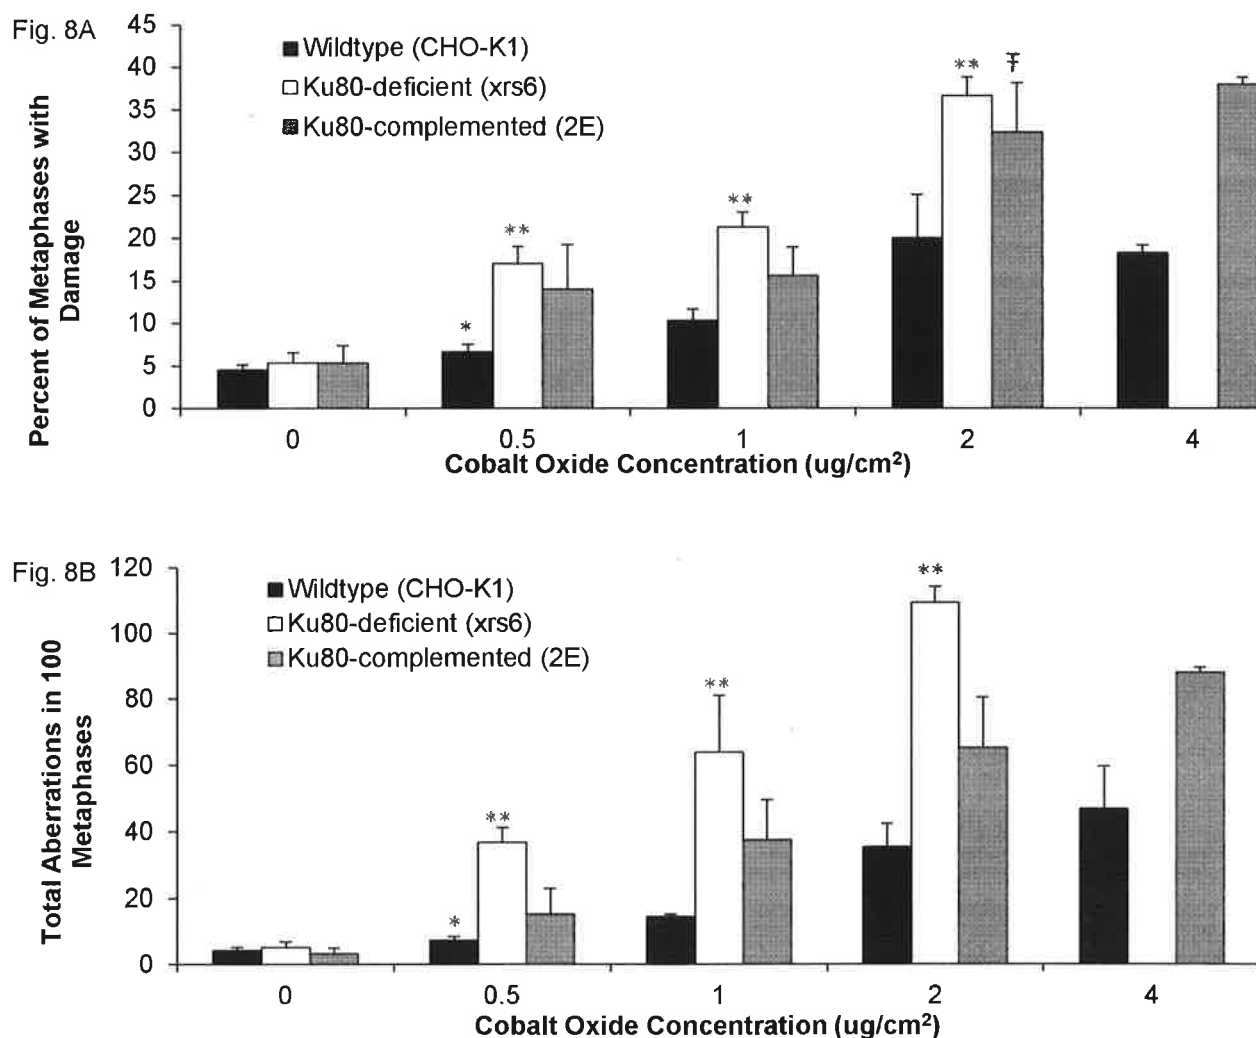 Fig. 8A
45
40
35
30
25
20
15
10
5
0
Percent of Metaphases with
Damage
Wildtype (CHO-K1)
Ku80-deficient (xrs6)
Ku80-complemented (2E)
*
**
**
**
Ŧ
0 0.5 1 2 4
Cobalt Oxide Concentration (ug/cm²)
Fig. 8B
120
100
80
60
40
20
0
Total Aberrations in 100
Metaphases
Wildtype (CHO-K1)
Ku80-deficient (xrs6)
Ku80-complemented (2E)
*
**
**
**
0 0.5 1 2 4
Cobalt Oxide Concentration (ug/cm²)